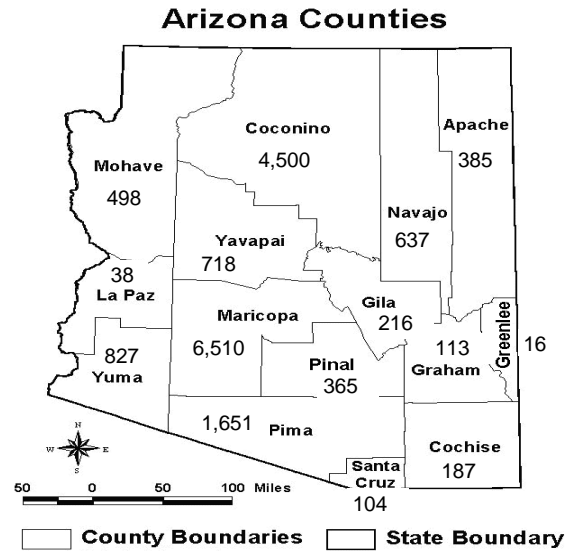 Arizona Counties
Coconino
4,500
Apache
385
Mohave
498
Navajo
637
Yavapai
718
38
La Paz
Gila
216
Maricopa
6,510
Greenlee
16
113
Graham
827
Yuma
Pinal
365
1,651 Pima
Cochise
187
Santa
Cruz
104
N
W E
S
50 0 50 100 Miles
County Boundaries State Boundary